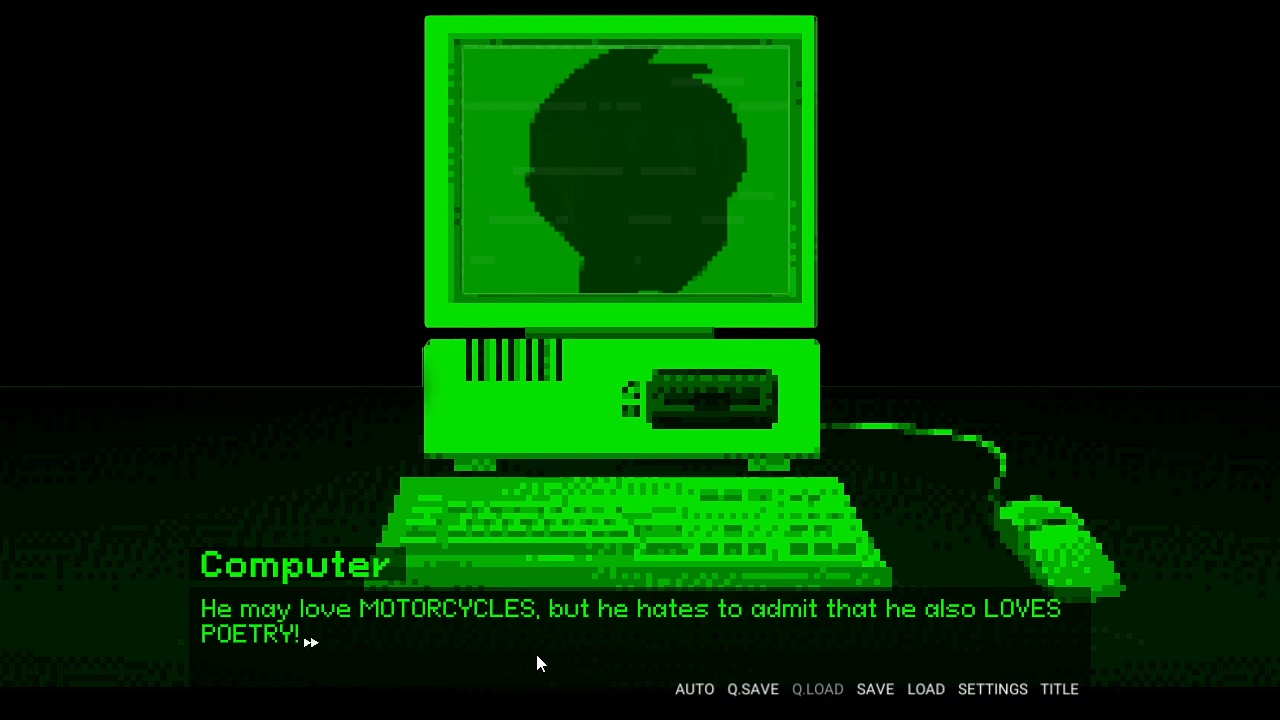 Computer
He may love MOTORCYCLES, but he hates to admit that he also LOVES
POETRY!
AUTO Q.SAVE Q.LOAD SAVE LOAD SETTINGS TITLE